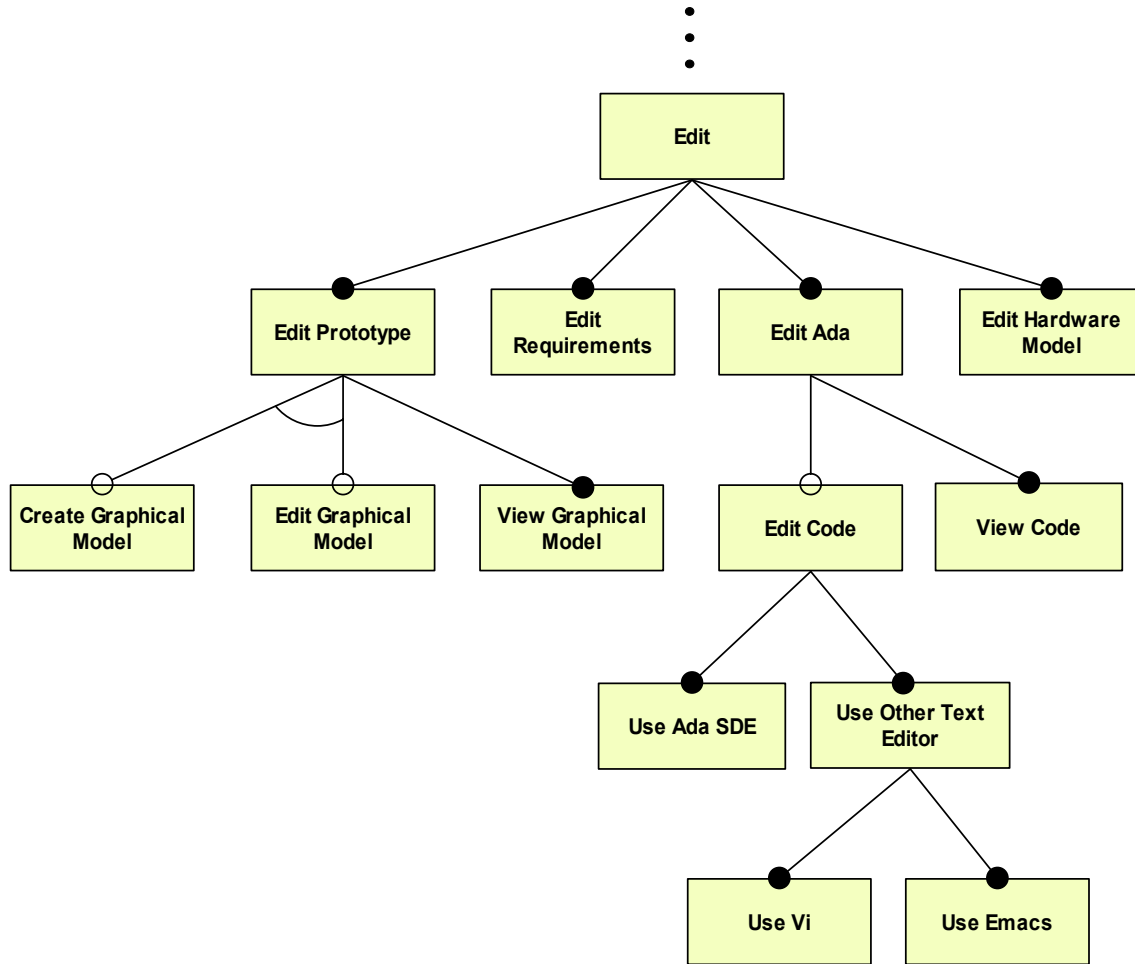 Edit
Edit Prototype
Edit
Requirements
Edit Ada
Edit Hardware
Model
Create Graphical
Model
Edit Graphical
Model
View Graphical
Model
Edit Code
View Code
Use Ada SDE
Use Other Text
Editor
Use Vi
Use Emacs